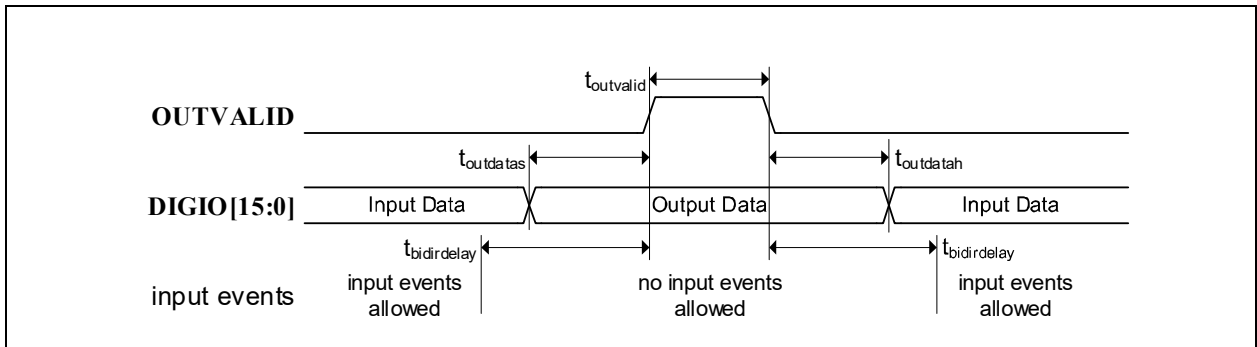 t_outvalid
OUTVALID
t_outdatas t_outdatah
DIGIO[15:0] Input Data Output Data Input Data
t_bidirdelay t_bidirdelay
input events input events allowed no input events allowed input events allowed